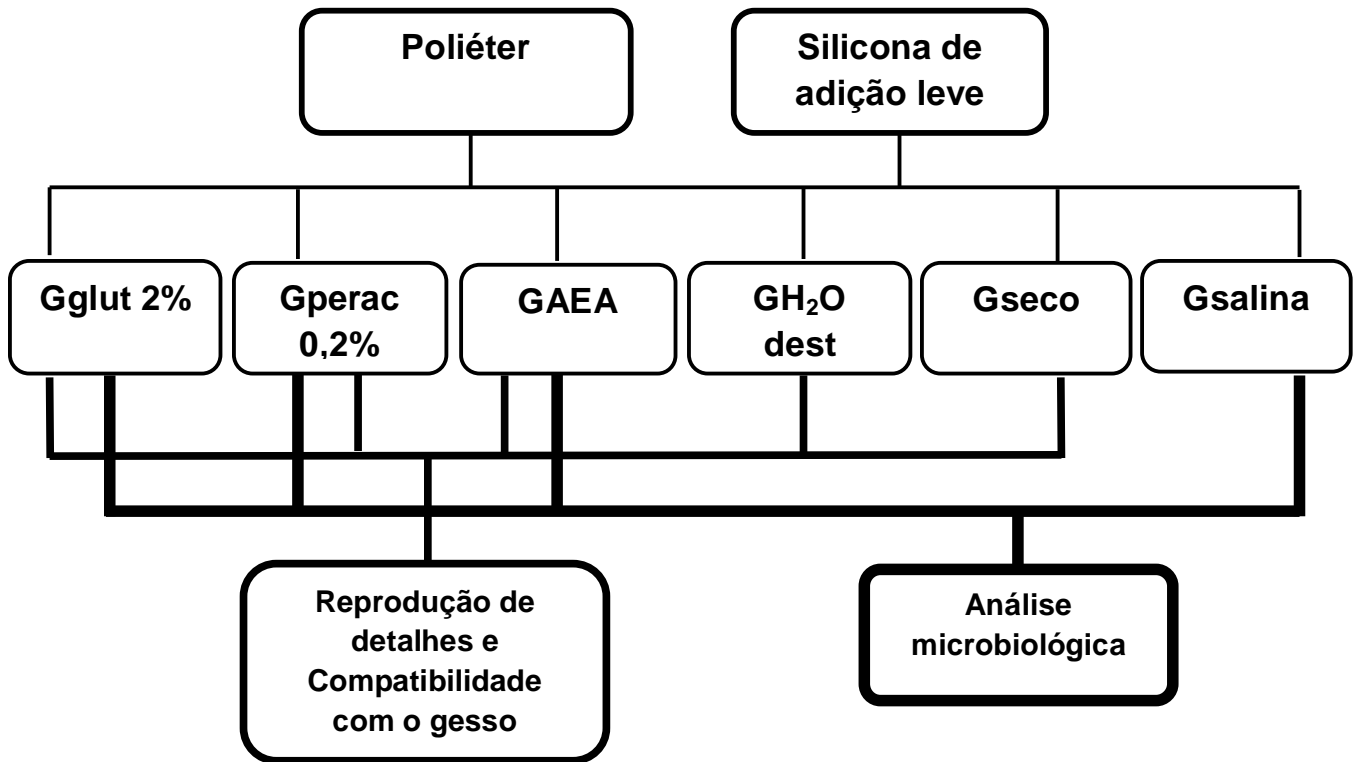 Poliéter
Silicona de
adição leve
Gglut 2%
Gperac
0,2%
GAEA
GH₂O
dest
Gseco
Gsalina
Reprodução de
detalhes e
Compatibilidade
com o gesso
Análise
microbiológica